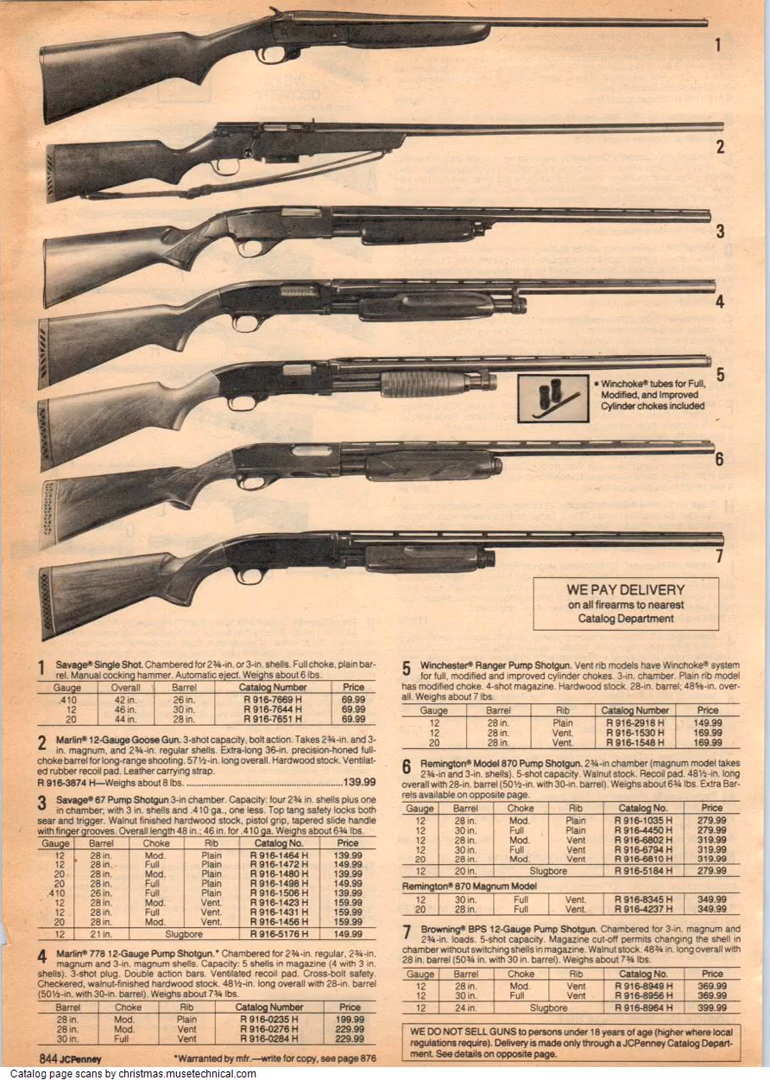 1
2
3
4
5
• Winchoke® tubes for Full,
Modified, and Improved
Cylinder chokes included
6
7
WE PAY DELIVERY
on all firearms to nearest
Catalog Department
1 Savage® Single Shot. Chambered for 2¾-in. or 3-in. shells. Full choke, plain bar-
rel. Manual cocking hammer. Automatic eject. Weighs about 6 lbs.
Gauge Overall Barrel Catalog Number Price
.410 42 in. 26 in. R 916-7669 H 69.99
12 46 in. 30 in. R 916-7644 H 69.99
20 44 in. 28 in. R 916-7651 H 69.99
2 Marlin® 12-Gauge Goose Gun. 3-shot capacity, bolt action. Takes 2¾-in. and 3-
in. magnum, and 2¾-in. regular shells. Extra-long 36-in. precision-honed full-
choke barrel for long-range shooting. 57½-in. long overall. Hardwood stock. Ventilat-
ed rubber recoil pad. Leather carrying strap.
R 916-3874 H—Weighs about 8 lbs. ...............139.99
3 Savage® 67 Pump Shotgun 3-in. chamber. Capacity: four 2¾ in. shells plus one
in chamber; with 3 in. shells and .410 ga., one less. Top tang safety locks both
sear and trigger. Walnut finished hardwood stock, pistol grip, tapered slide handle
with finger grooves. Overall length 48 in.; 46 in. for .410 ga. Weighs about 6¾ lbs.
Gauge Barrel Choke Rib Catalog No. Price
12 28 in. Mod. Plain R 916-1464 H 139.99
12 28 in. Full Plain R 916-1472 H 149.99
20 28 in. Mod. Plain R 916-1480 H 139.99
20 28 in. Full Plain R 916-1498 H 149.99
.410 26 in. Full Plain R 916-1506 H 139.99
12 28 in. Mod. Vent. R 916-1423 H 159.99
12 28 in. Full Vent. R 916-1431 H 159.99
20 28 in. Mod. Vent. R 916-1456 H 159.99
12 21 in. Slugbore R 916-5176 H 149.99
4 Marlin® 778 12-Gauge Pump Shotgun.* Chambered for 2¾-in. regular, 2¾-in.
magnum and 3-in. magnum shells. Capacity: 5 shells in magazine (4 with 3 in.
shells). 3-shot plug. Double action bars. Ventilated recoil pad. Cross-bolt safety.
Checkered, walnut-finished hardwood stock. 48½-in. long overall with 28-in. barrel
(50½-in. with 30-in. barrel). Weighs about 7¾ lbs.
Barrel Choke Rib Catalog Number Price
28 in. Mod. Plain R 916-0235 H 199.99
28 in. Mod. Vent R 916-0276 H 229.99
30 in. Full Vent R 916-0284 H 229.99
844 JCPenney *Warranted by mfr.—write for copy, see page 876
5 Winchester® Ranger Pump Shotgun. Vent rib models have Winchoke® system
for full, modified and improved cylinder chokes. 3-in. chamber. Plain rib model
has modified choke. 4-shot magazine. Hardwood stock. 28-in. barrel; 48⅝-in. over-
all. Weighs about 7 lbs.
Gauge Barrel Rib Catalog Number Price
12 28 in. Plain R 916-2918 H 149.99
12 28 in. Vent. R 916-1530 H 169.99
20 28 in. Vent. R 916-1548 H 169.99
6 Remington® Model 870 Pump Shotgun. 2¾-in chamber (magnum model takes
2¾-in and 3-in. shells). 5-shot capacity. Walnut stock. Recoil pad. 48½-in. long
overall with 28-in. barrel (50½-in. with 30-in. barrel). Weighs about 6¾ lbs. Extra Bar-
rels available on opposite page.
Gauge Barrel Choke Rib Catalog No. Price
12 28 in. Mod. Plain R 916-1035 H 279.99
12 30 in. Full Plain R 916-4450 H 279.99
12 28 in. Mod. Vent R 916-6802 H 319.99
12 30 in. Full Vent R 916-6794 H 319.99
20 28 in. Mod. Vent R 916-6810 H 319.99
12 20 in. Slugbore R 916-5184 H 279.99
Remington® 870 Magnum Model
12 30 in. Full Vent. R 916-8345 H 349.99
20 28 in. Full Vent. R 916-4237 H 349.99
7 Browning® BPS 12-Gauge Pump Shotgun. Chambered for 3-in. magnum and
2¾-in. loads. 5-shot capacity. Magazine cut-off permits changing the shell in
chamber without switching shells in magazine. Walnut stock. 48¾ in. long overall with
28 in. barrel (50¾ in. with 30 in. barrel). Weighs about 7¾ lbs.
Gauge Barrel Choke Rib Catalog No. Price
12 28 in. Mod. Vent R 916-8949 H 369.99
12 30 in. Full Vent R 916-8956 H 369.99
12 24 in. Slugbore R 916-8964 H 399.99
WE DO NOT SELL GUNS to persons under 18 years of age (higher where local
regulations require). Delivery is made only through a JCPenney Catalog Depart-
ment. See details on opposite page.
Catalog page scans by christmas.musetechnical.com